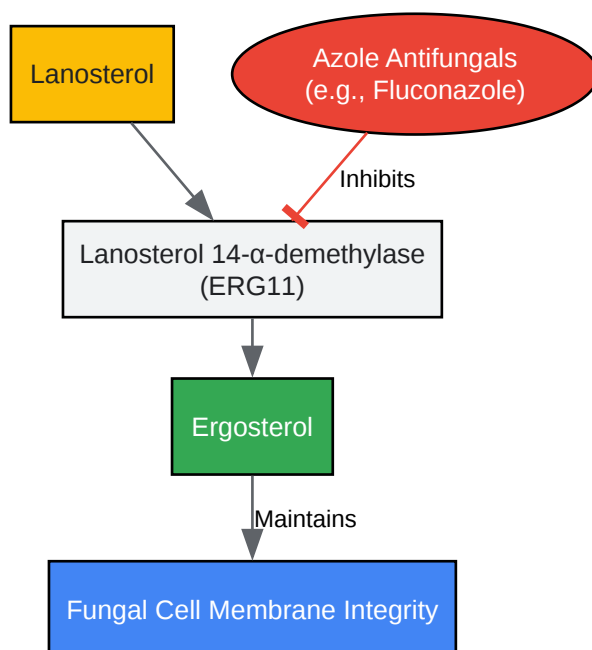 Lanosterol
Azole Antifungals
(e.g., Fluconazole)
Inhibits
Lanosterol 14-α-demethylase
(ERG11)
Ergosterol
Maintains
Fungal Cell Membrane Integrity